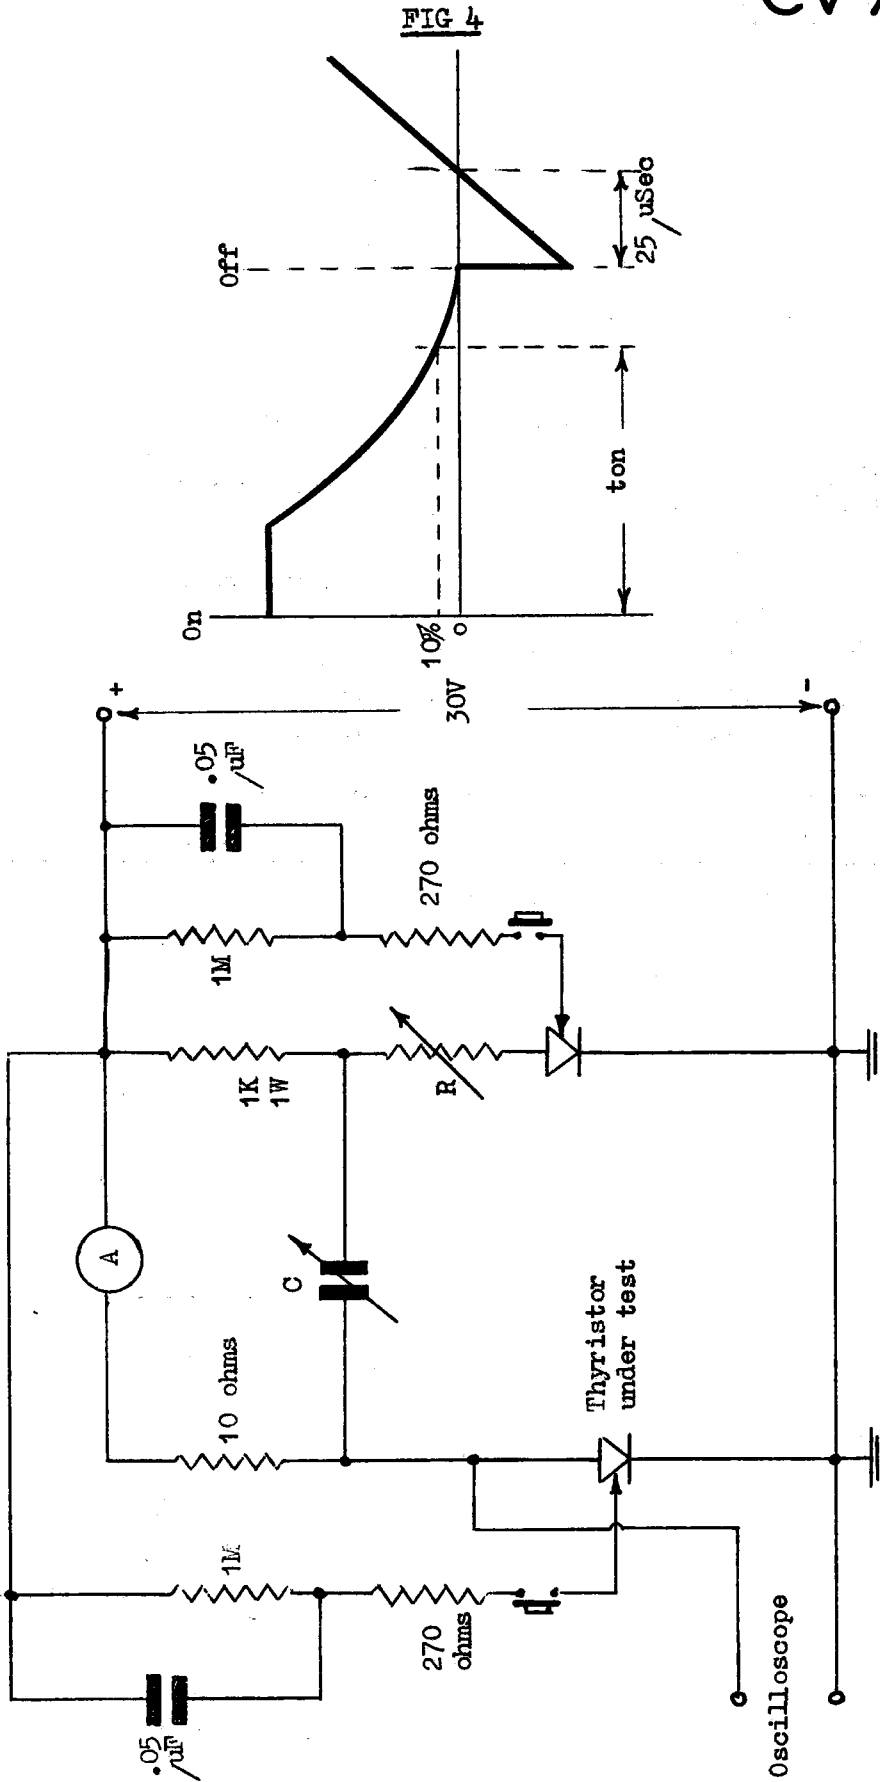 FIG 4
On
Off
10%
0
ton
25 uSec
30V
+
-
.05
uF
1M
270 ohms
1K
1W
R
A
C
10 ohms
Thyristor
under test
1M
270
ohms
.05
uF
Oscilloscope